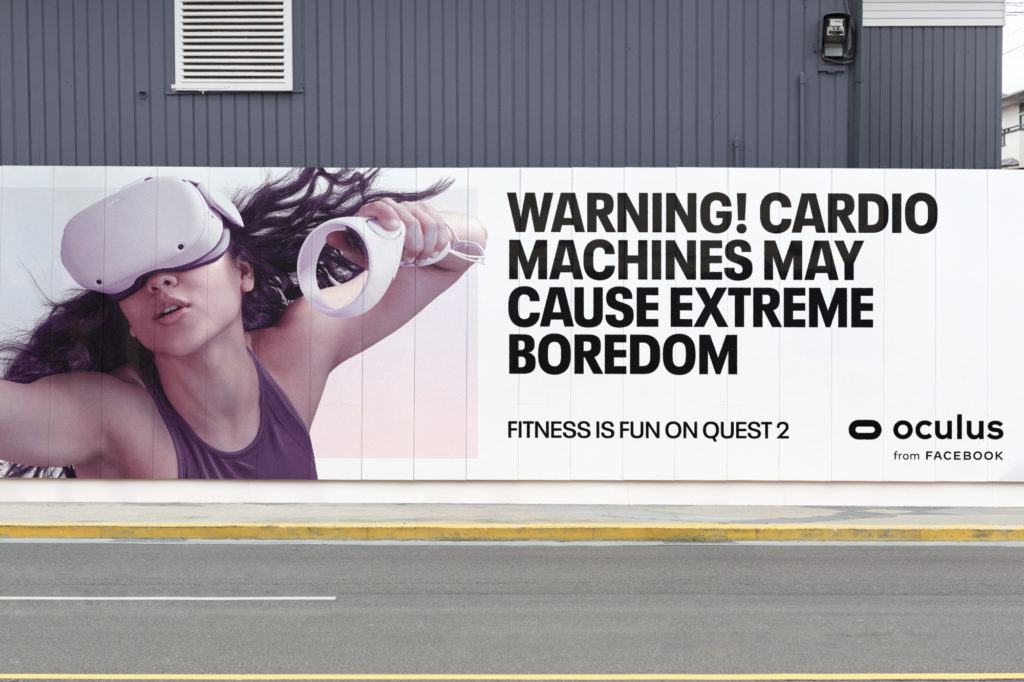 WARNING! CARDIO
MACHINES MAY
CAUSE EXTREME
BOREDOM
FITNESS IS FUN ON QUEST 2
oculus
from FACEBOOK